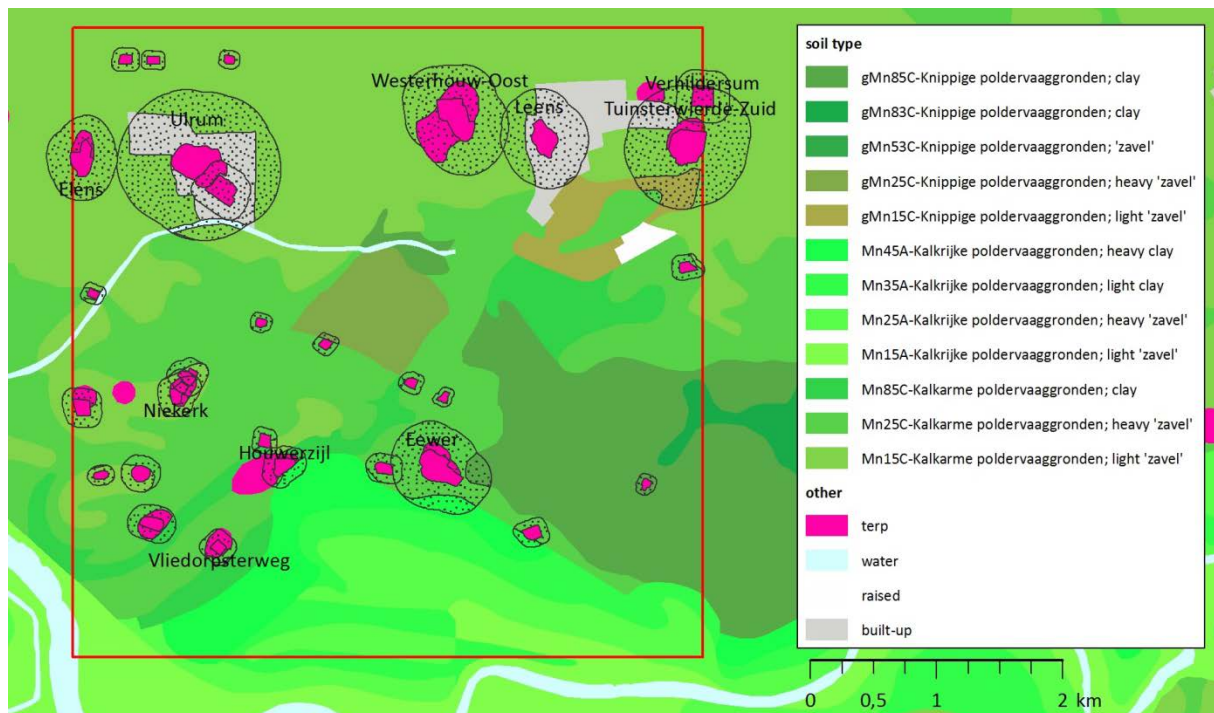 Westerhouw-Oost
Verhildersum
Leens
Tuinsterwierde-Zuid
Ulrum
Elens
Niekerk
Houwerzijl
Eewer
Vliedorpsterweg
soil type
gMn85C-Knippige poldervaaggronden; clay
gMn83C-Knippige poldervaaggronden; clay
gMn53C-Knippige poldervaaggronden; 'zavel'
gMn25C-Knippige poldervaaggronden; heavy 'zavel'
gMn15C-Knippige poldervaaggronden; light 'zavel'
Mn45A-Kalkrijke poldervaaggronden; heavy clay
Mn35A-Kalkrijke poldervaaggronden; light clay
Mn25A-Kalkrijke poldervaaggronden; heavy 'zavel'
Mn15A-Kalkrijke poldervaaggronden; light 'zavel'
Mn85C-Kalkarme poldervaaggronden; clay
Mn25C-Kalkarme poldervaaggronden; heavy 'zavel'
Mn15C-Kalkarme poldervaaggronden; light 'zavel'
other
terp
water
raised
built-up
0 0,5 1 2 km